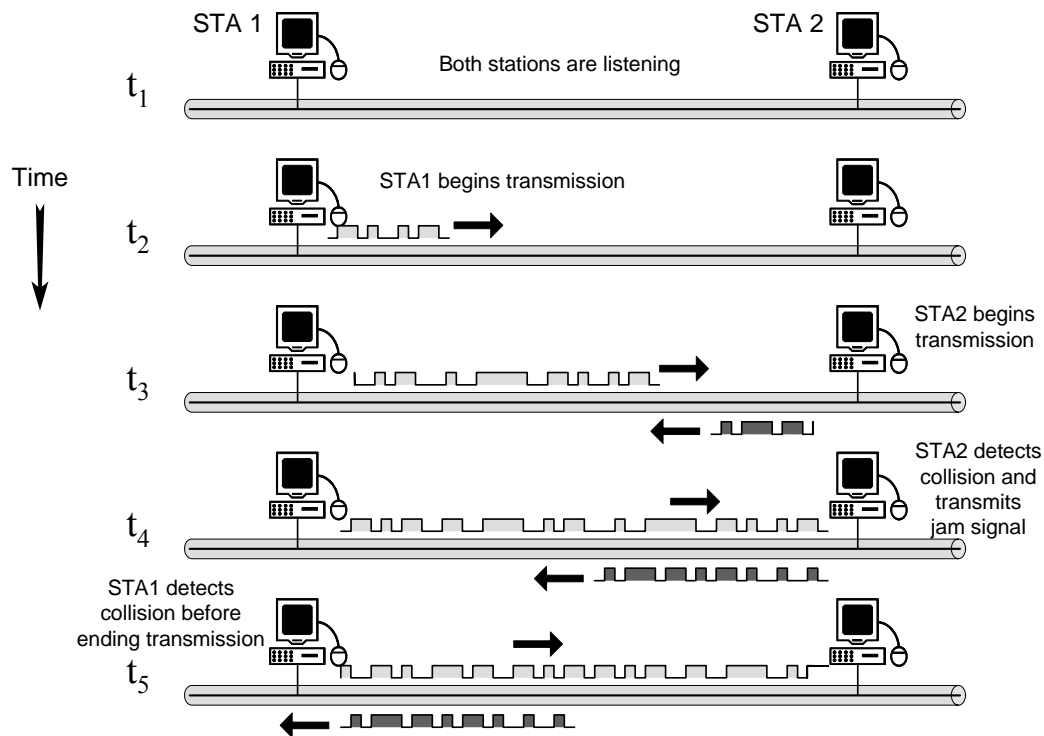 STA 1
STA 2
Both stations are listening
t1
Time
STA1 begins transmission
t2
STA2 begins
transmission
t3
STA2 detects
collision and
transmits
jam signal
t4
STA1 detects
collision before
ending transmission
t5